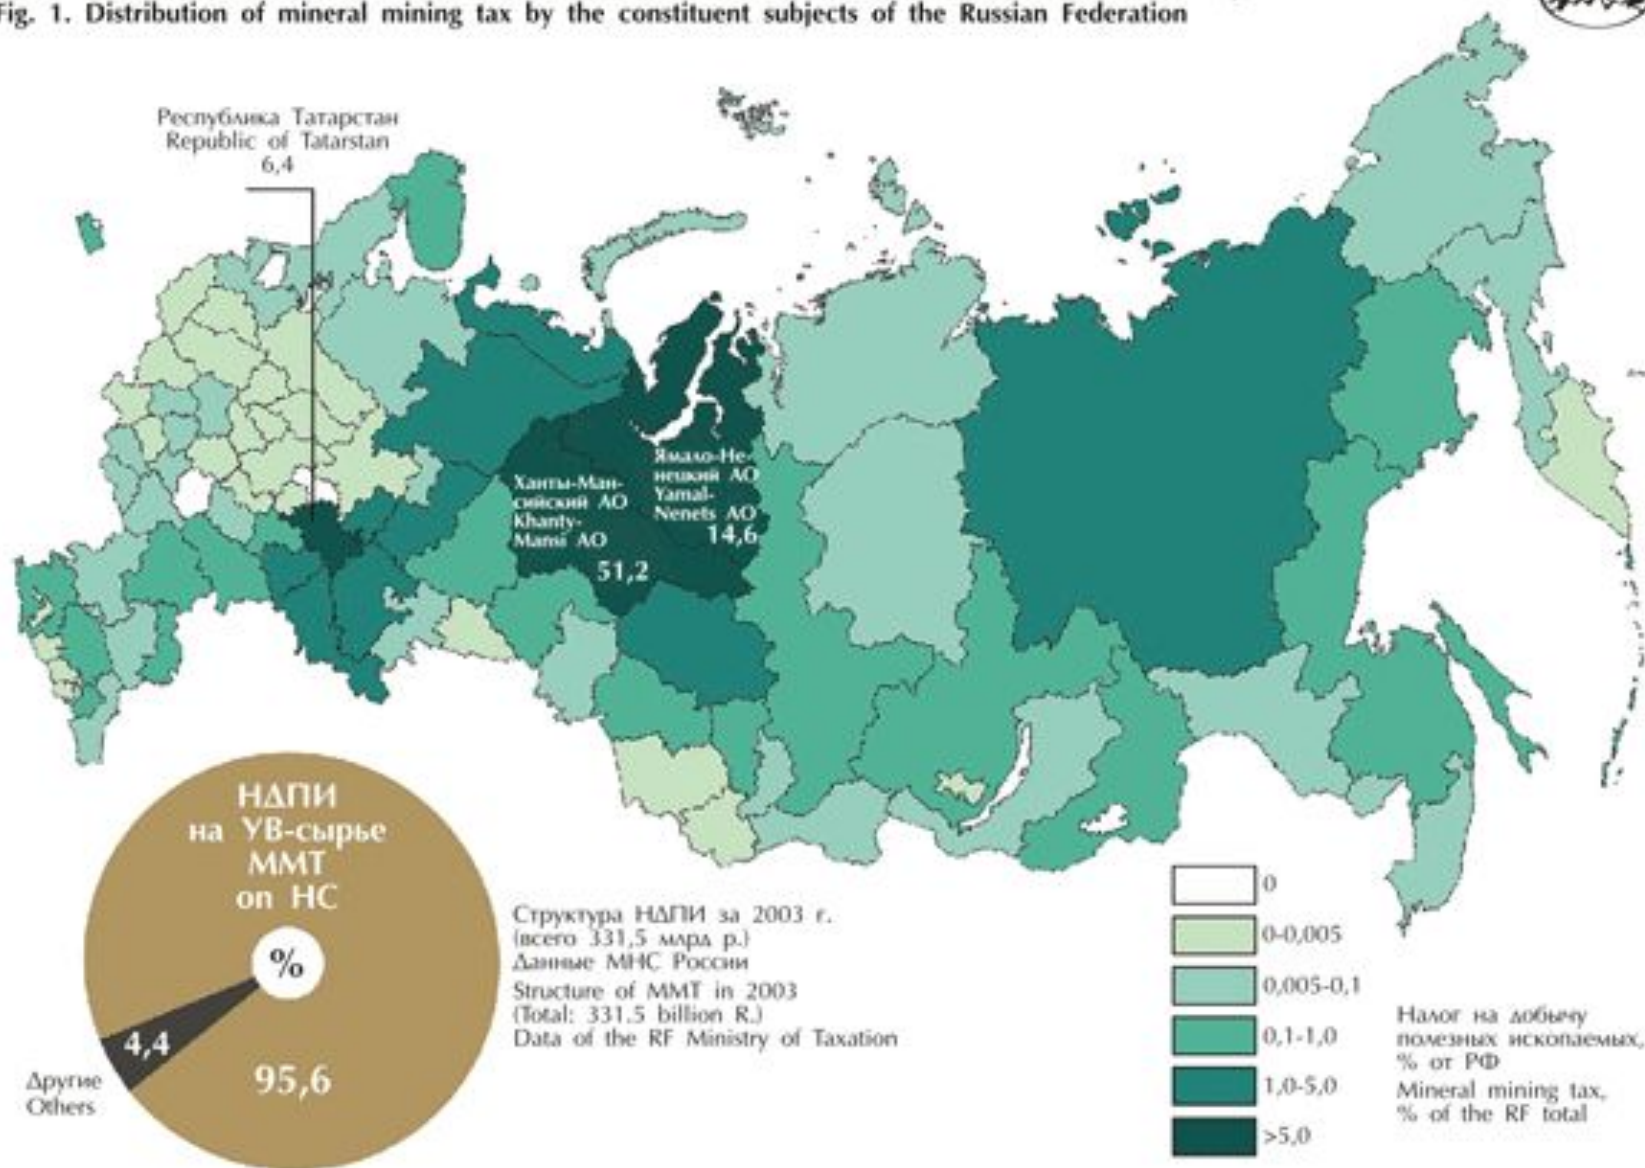 Fig. 1. Distribution of mineral mining tax by the constituent subjects of the Russian Federation
Республика Татарстан
Republic of Tatarstan
6,4
Ханты-Ман-
сийский АО
Khanty-
Mansi АО
51,2
Ямало-Не-
нецкий АО
Yamal-
Nenets АО
14,6
НДПИ
на УВ-сырье
ММТ
on HC
%
4,4
95,6
Другие
Others
Структура НДПИ за 2003 г.
(всего 331,5 млрд р.)
Данные МНС России
Structure of MMT in 2003
(Total: 331.5 billion R.)
Data of the RF Ministry of Taxation
0
0-0,005
0,005-0,1
0,1-1,0
1,0-5,0
>5,0
Налог на добычу
полезных ископаемых,
% от РФ
Mineral mining tax,
% of the RF total